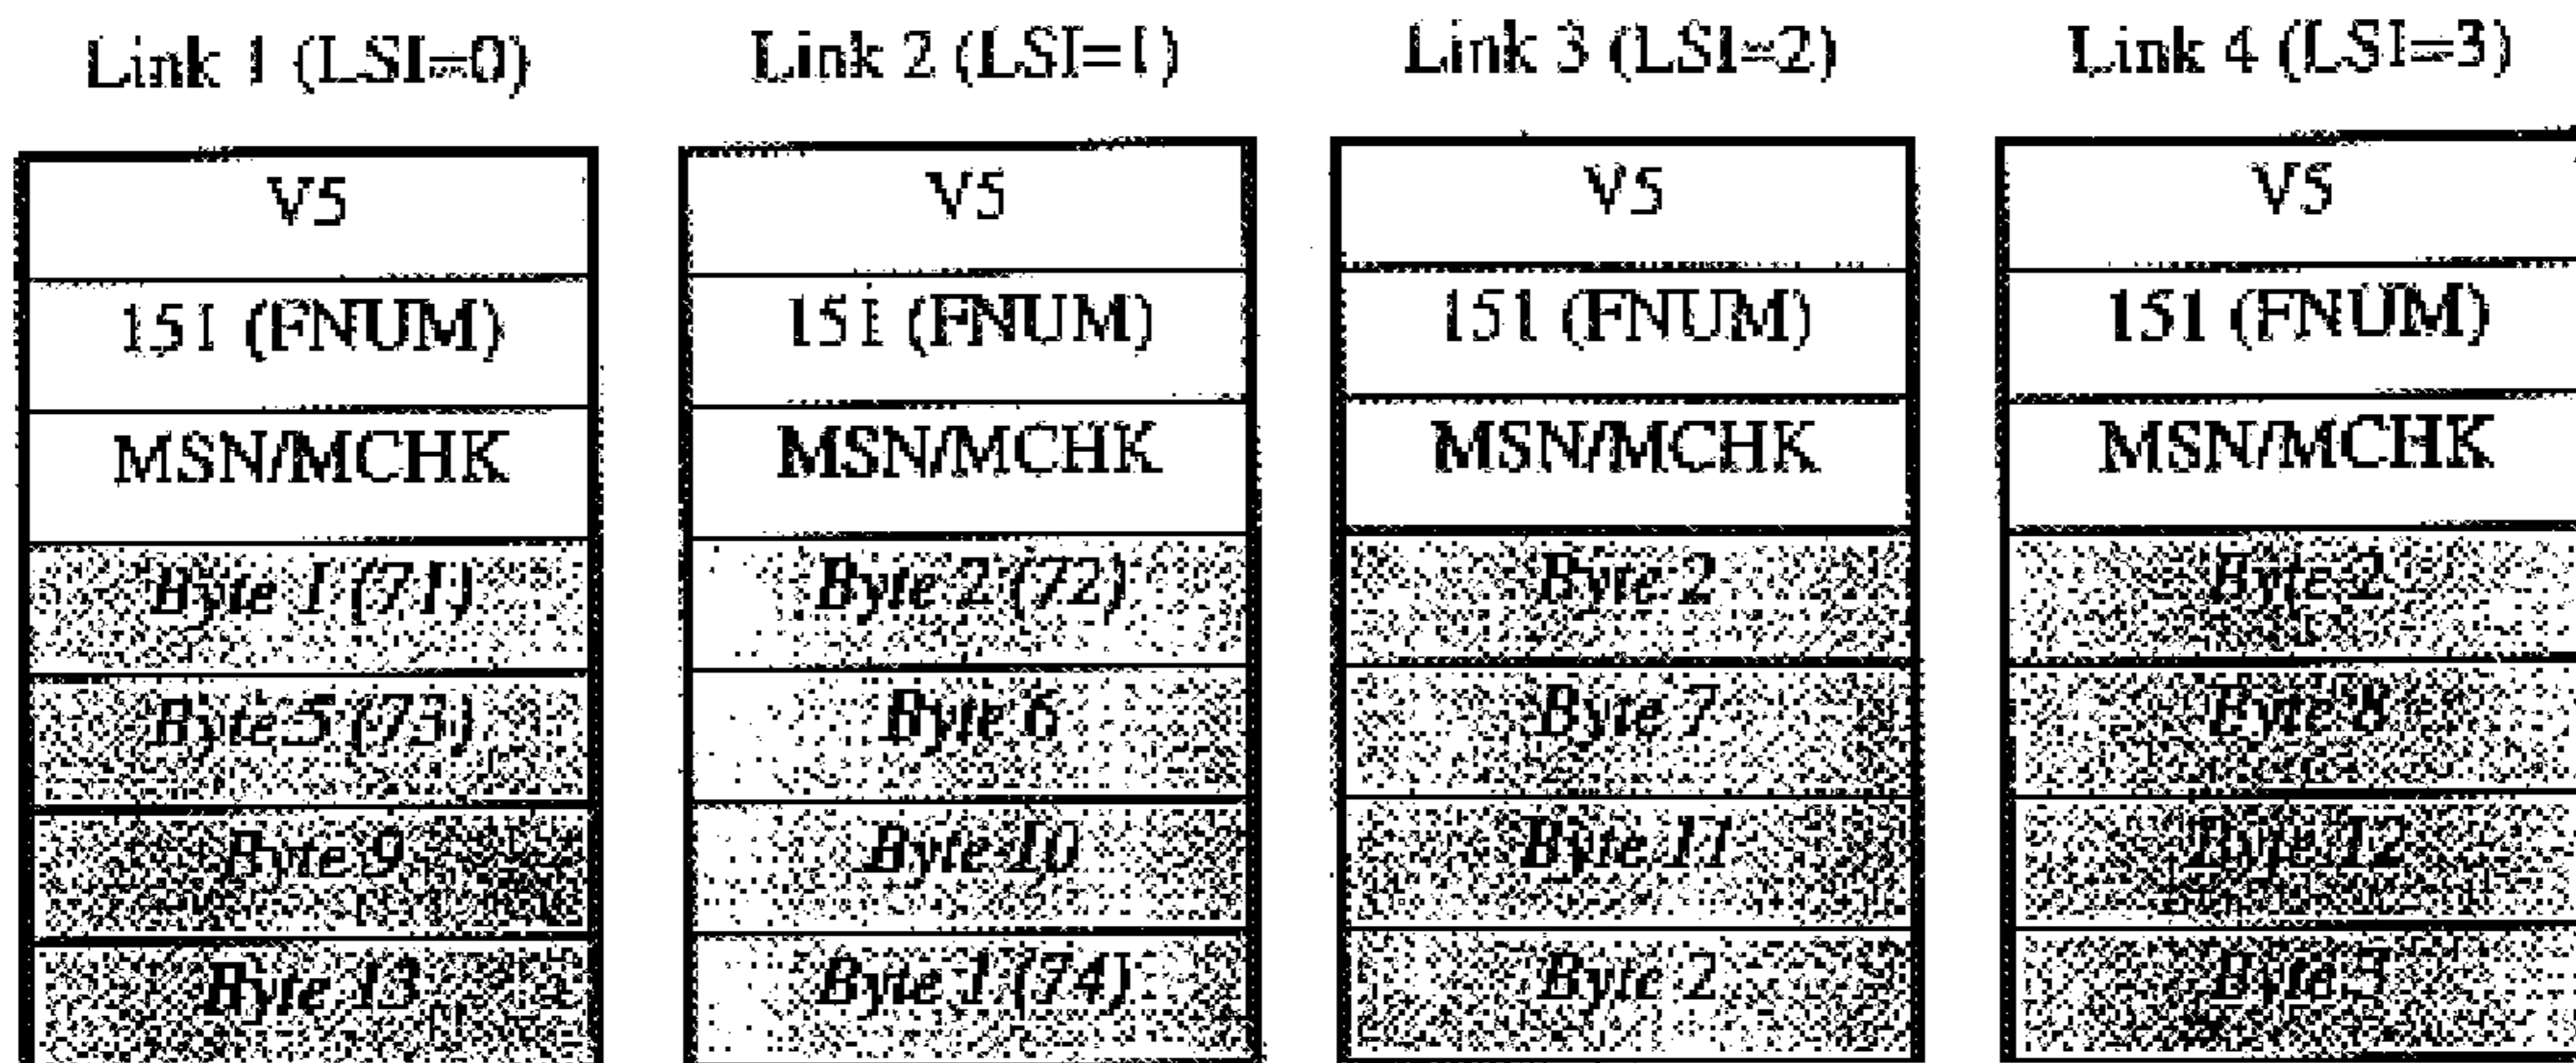 Link 1 (LSI=0) Link 2 (LSI=1) Link 3 (LSI=2) Link 4 (LSI=3)
V5 V5 V5 V5
151 (FNUM) 151 (FNUM) 151 (FNUM) 151 (FNUM)
MSN/MCHK MSN/MCHK MSN/MCHK MSN/MCHK
Byte 1 (71) Byte 2 (72) Byte 2 Byte 2
Byte 5 (73) Byte 6 Byte 7 Byte 8
Byte 9 Byte 10 Byte 11 Byte 12
Byte 13 Byte 1 (74) Byte 2 Byte 3